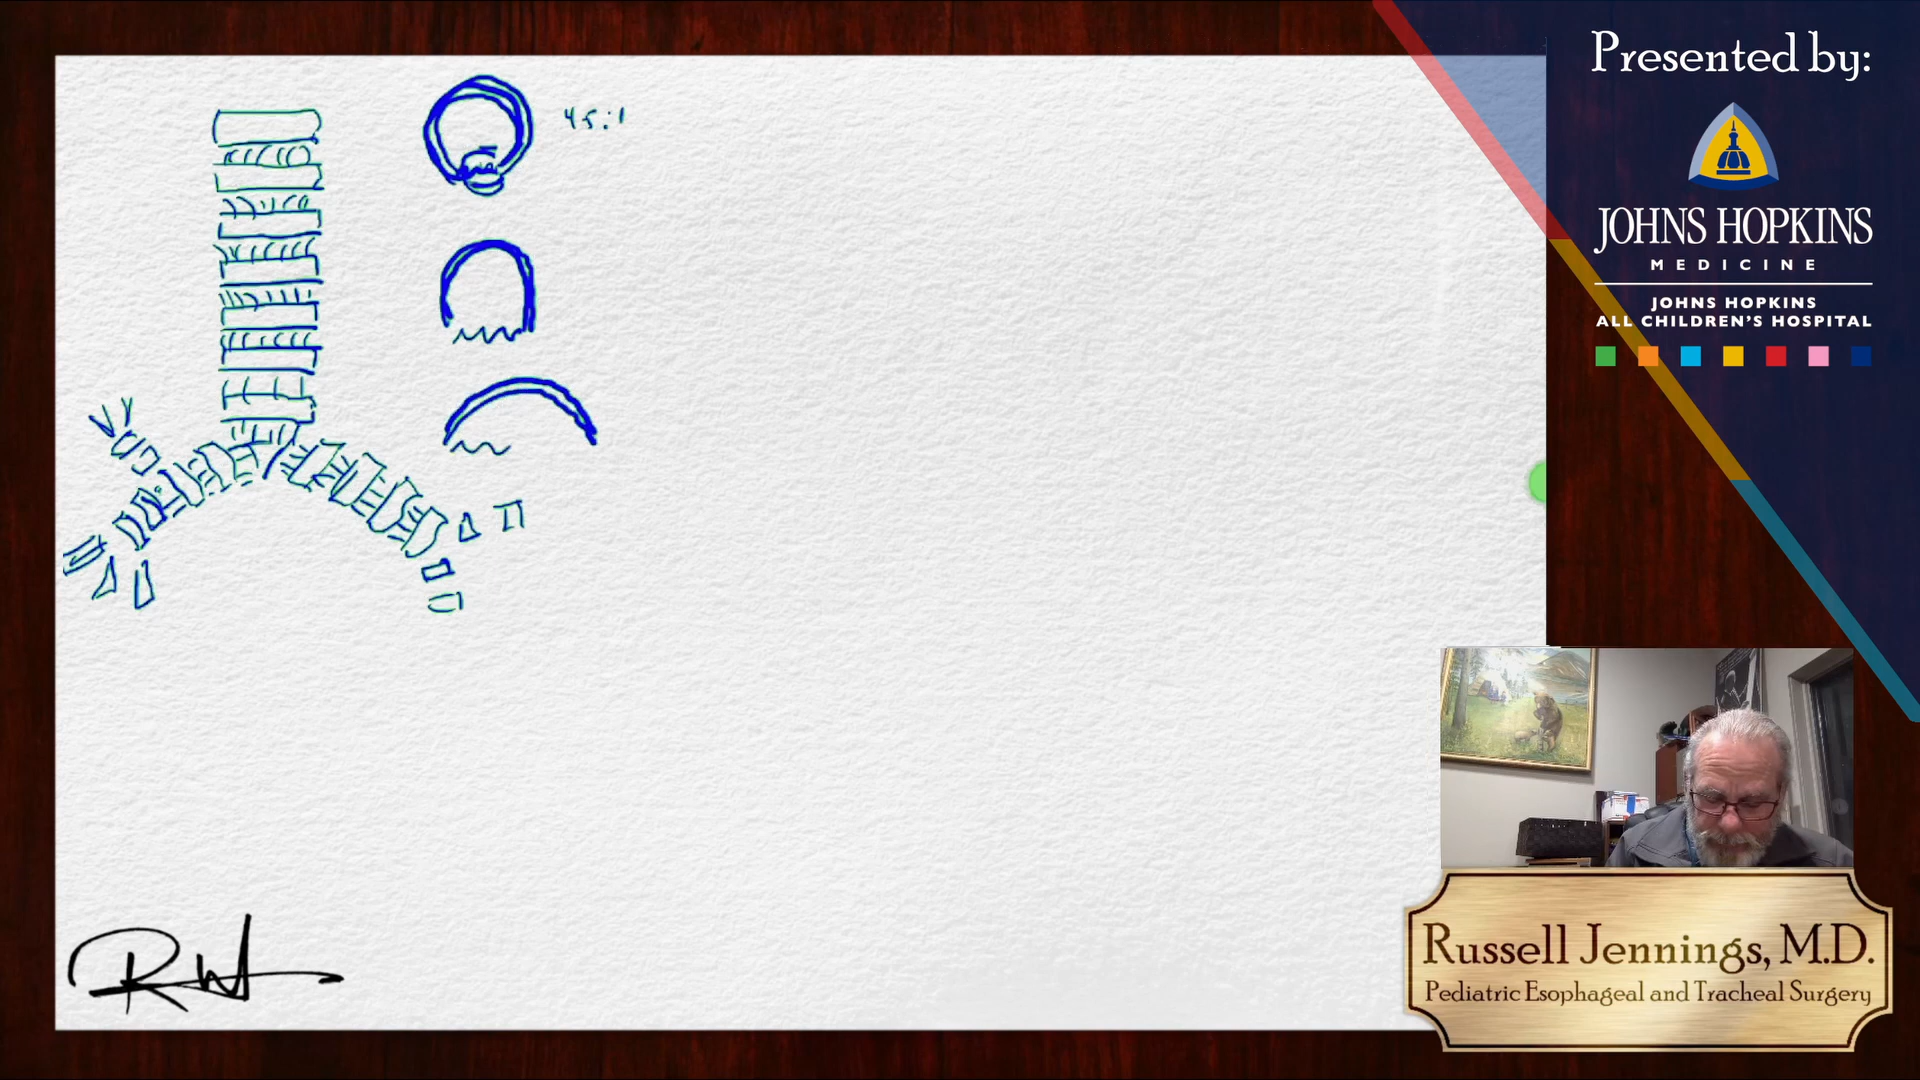 45:1
Presented by:
JOHNS HOPKINS
MEDICINE
JOHNS HOPKINS
ALL CHILDREN'S HOSPITAL
Russell Jennings, M.D.
Pediatric Esophageal and Tracheal Surgery